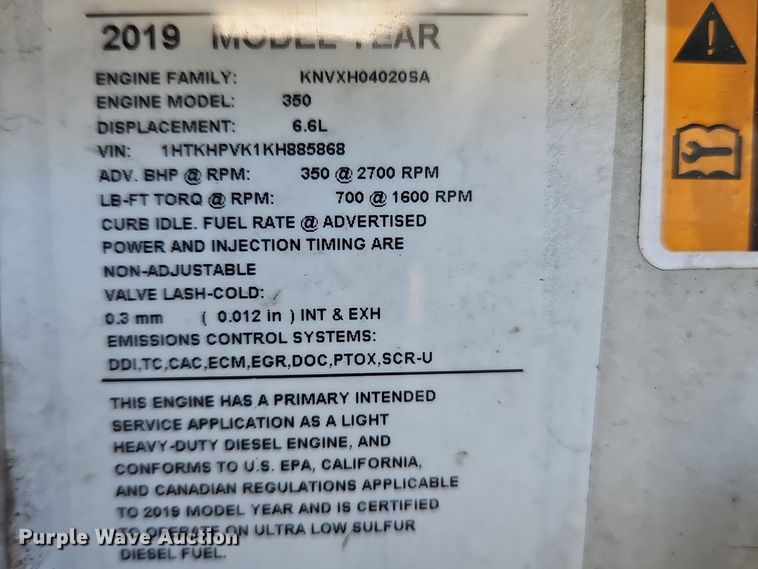 2019 MODEL YEAR
ENGINE FAMILY: KNVXH04020SA
ENGINE MODEL: 350
DISPLACEMENT: 6.6L
VIN: 1HTKHPVK1KH885868
ADV. BHP @ RPM: 350 @ 2700 RPM
LB-FT TORQ @ RPM: 700 @ 1600 RPM
CURB IDLE. FUEL RATE @ ADVERTISED
POWER AND INJECTION TIMING ARE
NON-ADJUSTABLE
VALVE LASH-COLD:
0.3 mm ( 0.012 in ) INT & EXH
EMISSIONS CONTROL SYSTEMS:
DDI,TC,CAC,ECM,EGR,DOC,PTOX,SCR-U
THIS ENGINE HAS A PRIMARY INTENDED
SERVICE APPLICATION AS A LIGHT
HEAVY-DUTY DIESEL ENGINE, AND
CONFORMS TO U.S. EPA, CALIFORNIA,
AND CANADIAN REGULATIONS APPLICABLE
TO 2019 MODEL YEAR AND IS CERTIFIED
TO OPERATE ON ULTRA LOW SULFUR
DIESEL FUEL.
Purple Wave Auction